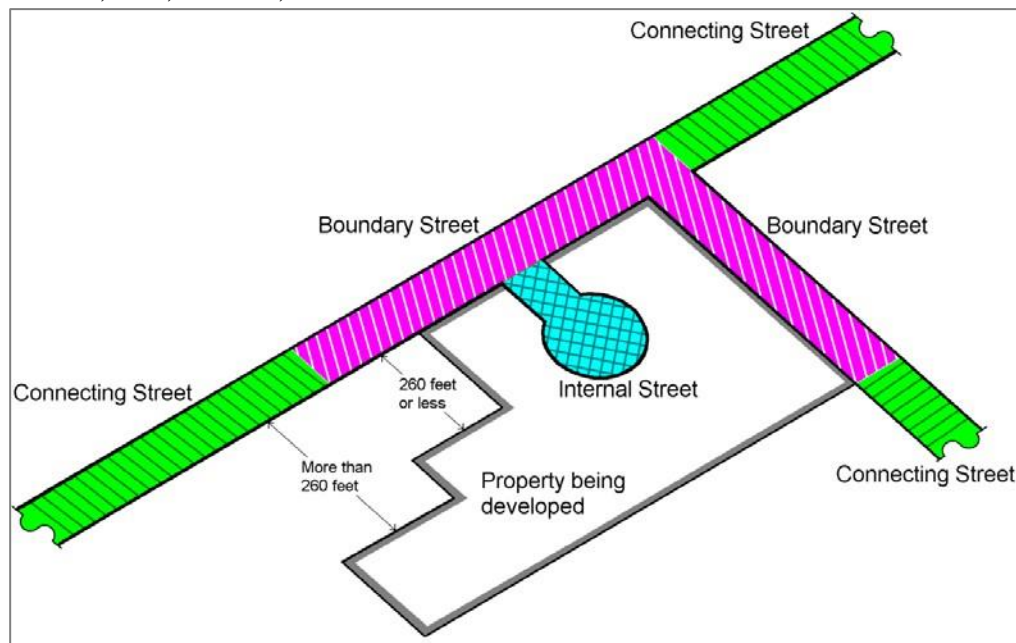 Connecting Street
Boundary Street
Boundary Street
Connecting Street
260 feet
or less
Internal Street
More than
260 feet
Property being
developed
Connecting Street